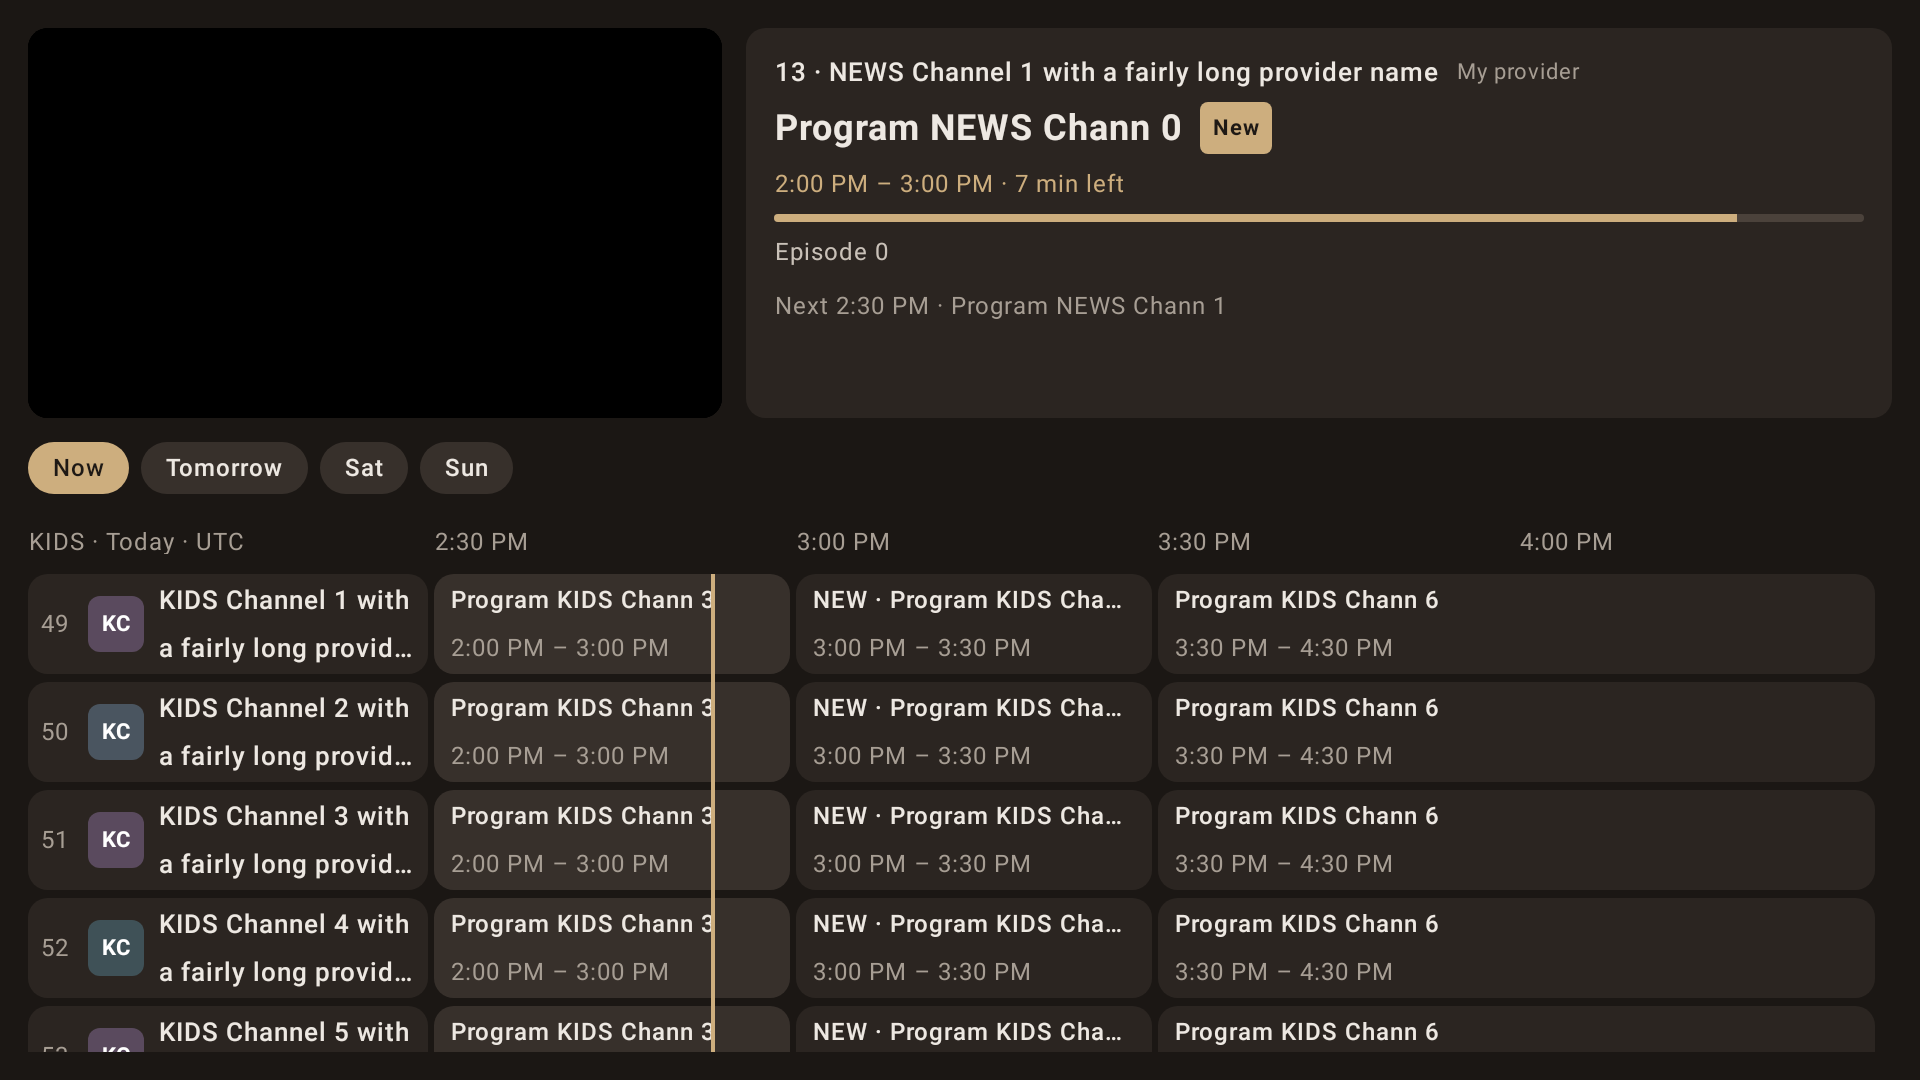 13 · NEWS Channel 1 with a fairly long provider name My provider
Program NEWS Chann 0 New
2:00 PM – 3:00 PM · 7 min left
Episode 0
Next 2:30 PM · Program NEWS Chann 1
Now Tomorrow Sat Sun
KIDS · Today · UTC 2:30 PM 3:00 PM 3:30 PM 4:00 PM
49 KC KIDS Channel 1 with
a fairly long provid…
Program KIDS Chann 3
2:00 PM – 3:00 PM
NEW · Program KIDS Cha…
3:00 PM – 3:30 PM
Program KIDS Chann 6
3:30 PM – 4:30 PM
50 KC KIDS Channel 2 with
a fairly long provid…
Program KIDS Chann 3
2:00 PM – 3:00 PM
NEW · Program KIDS Cha…
3:00 PM – 3:30 PM
Program KIDS Chann 6
3:30 PM – 4:30 PM
51 KC KIDS Channel 3 with
a fairly long provid…
Program KIDS Chann 3
2:00 PM – 3:00 PM
NEW · Program KIDS Cha…
3:00 PM – 3:30 PM
Program KIDS Chann 6
3:30 PM – 4:30 PM
52 KC KIDS Channel 4 with
a fairly long provid…
Program KIDS Chann 3
2:00 PM – 3:00 PM
NEW · Program KIDS Cha…
3:00 PM – 3:30 PM
Program KIDS Chann 6
3:30 PM – 4:30 PM
KIDS Channel 5 with
Program KIDS Chann 3
NEW · Program KIDS Cha…
Program KIDS Chann 6